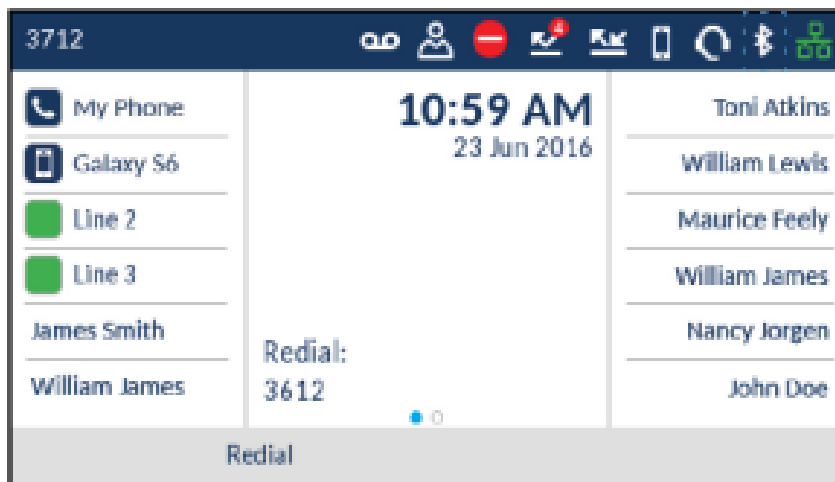 3712
4
My Phone
Galaxy S6
Line 2
Line 3
James Smith
William James
10:59 AM
23 Jun 2016
Redial:
3612
Toni Atkins
William Lewis
Maurice Feely
William James
Nancy Jorgen
John Doe
Redial